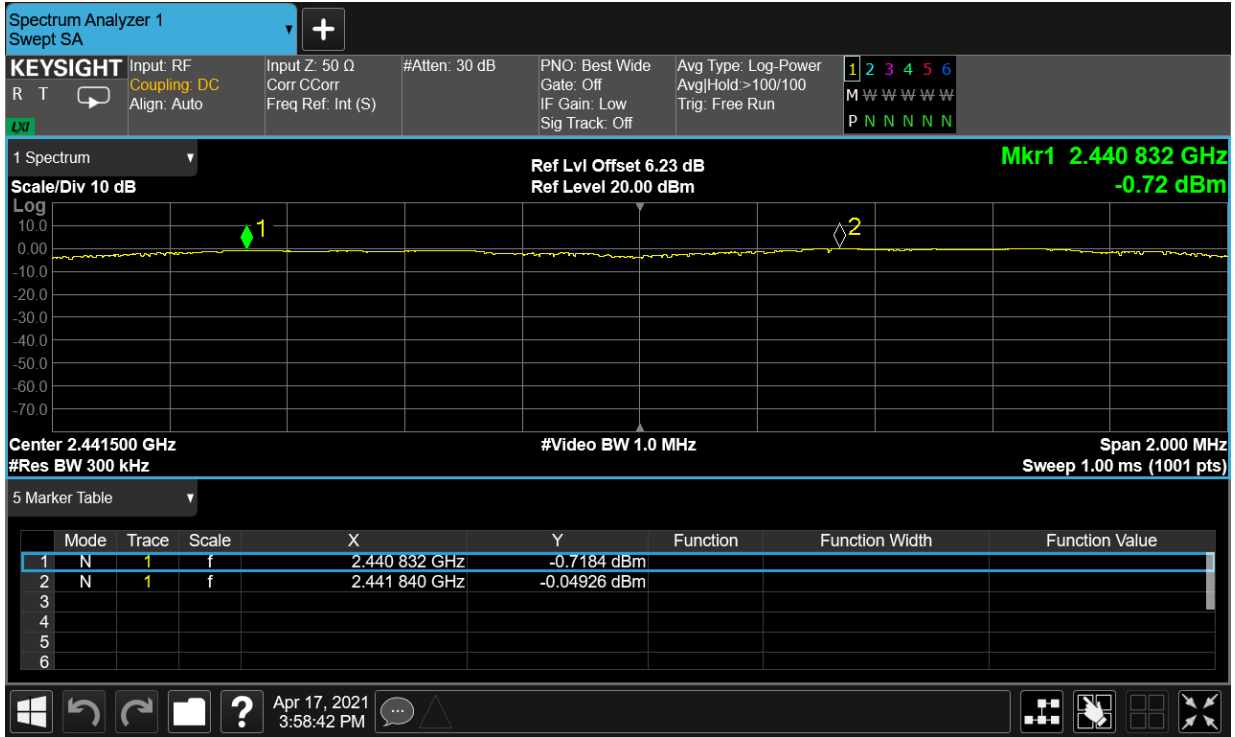 Spectrum Analyzer 1
Swept SA
KEYSIGHT
R T
LXI
Input: RF
Coupling: DC
Align: Auto
Input Z: 50 Ω
Corr CCorr
Freq Ref: Int (S)
#Atten: 30 dB
PNO: Best Wide
Gate: Off
IF Gain: Low
Sig Track: Off
Avg Type: Log-Power
Avg|Hold:>100/100
Trig: Free Run
1 2 3 4 5 6
M W W W W W
P N N N N N
1 Spectrum
Scale/Div 10 dB
Ref Lvl Offset 6.23 dB
Ref Level 20.00 dBm
Mkr1 2.440 832 GHz
-0.72 dBm
Log
10.0
0.00
-10.0
-20.0
-30.0
-40.0
-50.0
-60.0
-70.0
1
2
Center 2.441500 GHz
#Res BW 300 kHz
#Video BW 1.0 MHz
Span 2.000 MHz
Sweep 1.00 ms (1001 pts)
5 Marker Table
Mode Trace Scale X Y Function Function Width Function Value
1 N 1 f 2.440 832 GHz -0.7184 dBm
2 N 1 f 2.441 840 GHz -0.04926 dBm
3
4
5
6
?
Apr 17, 2021
3:58:42 PM